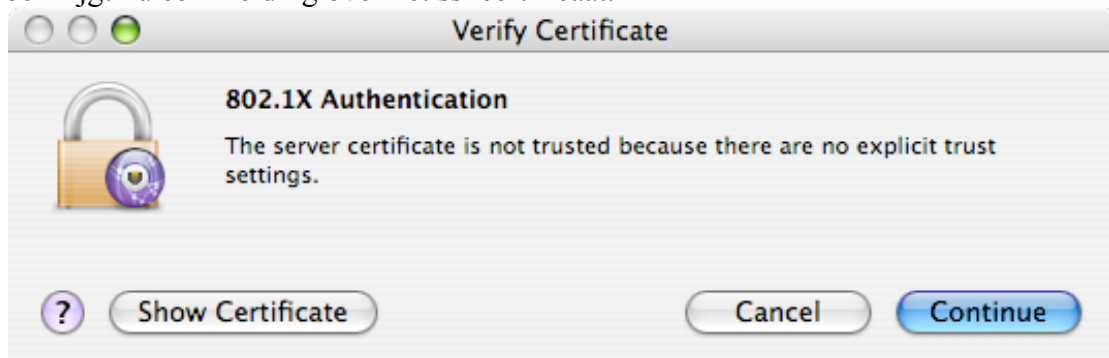 Verify Certificate
802.1X Authentication
The server certificate is not trusted because there are no explicit trust
settings.
? Show Certificate Cancel Continue